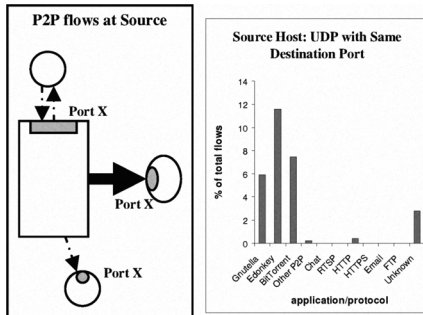 P2P flows at Source
Port X
Port X
Port X
Source Host: UDP with Same
Destination Port
% of total flows
14
12
10
8
6
4
2
0
Gnutella
Edonkey
BitTorrent
Other P2P
Chat
RTSP
HTTP
HTTPS
Email
FTP
Unknown
application/protocol